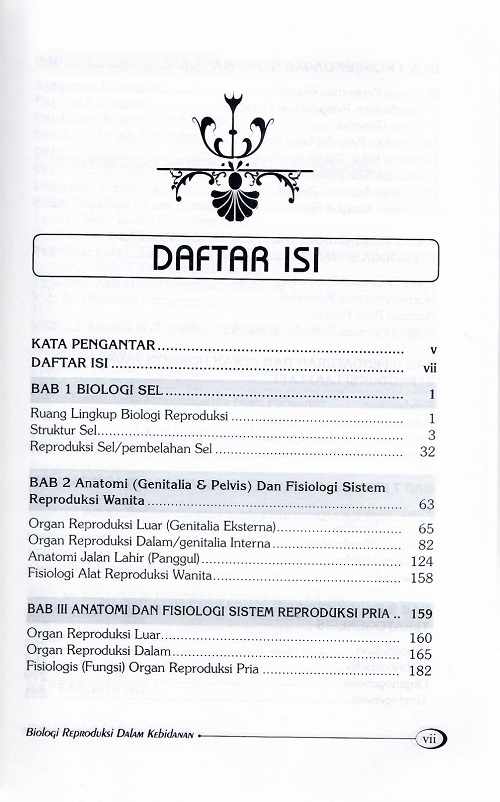 DAFTAR ISI
KATA PENGANTAR ........................................................ v
DAFTAR ISI ................................................................. vii
BAB 1 BIOLOGI SEL ..................................................... 1
Ruang Lingkup Biologi Reproduksi ....................................... 1
Struktur Sel.................................................................... 3
Reproduksi Sel/pembelahan Sel .......................................... 32
BAB 2 Anatomi (Genitalia & Pelvis) Dan Fisiologi Sistem
Reproduksi Wanita ........................................................ 63
Organ Reproduksi Luar (Genitalia Eksterna)............................ 65
Organ Reproduksi Dalam/genitalia Interna ............................. 82
Anatomi Jalan Lahir (Panggul)............................................. 124
Fisiologi Alat Reproduksi Wanita.......................................... 158
BAB III ANATOMI DAN FISIOLOGI SISTEM REPRODUKSI PRIA .. 159
Organ Reproduksi Luar...................................................... 160
Organ Reproduksi Dalam................................................... 165
Fisiologis (Fungsi) Organ Reproduksi Pria .............................. 182
Biologi Reproduksi Dalam Kebidanan
vii